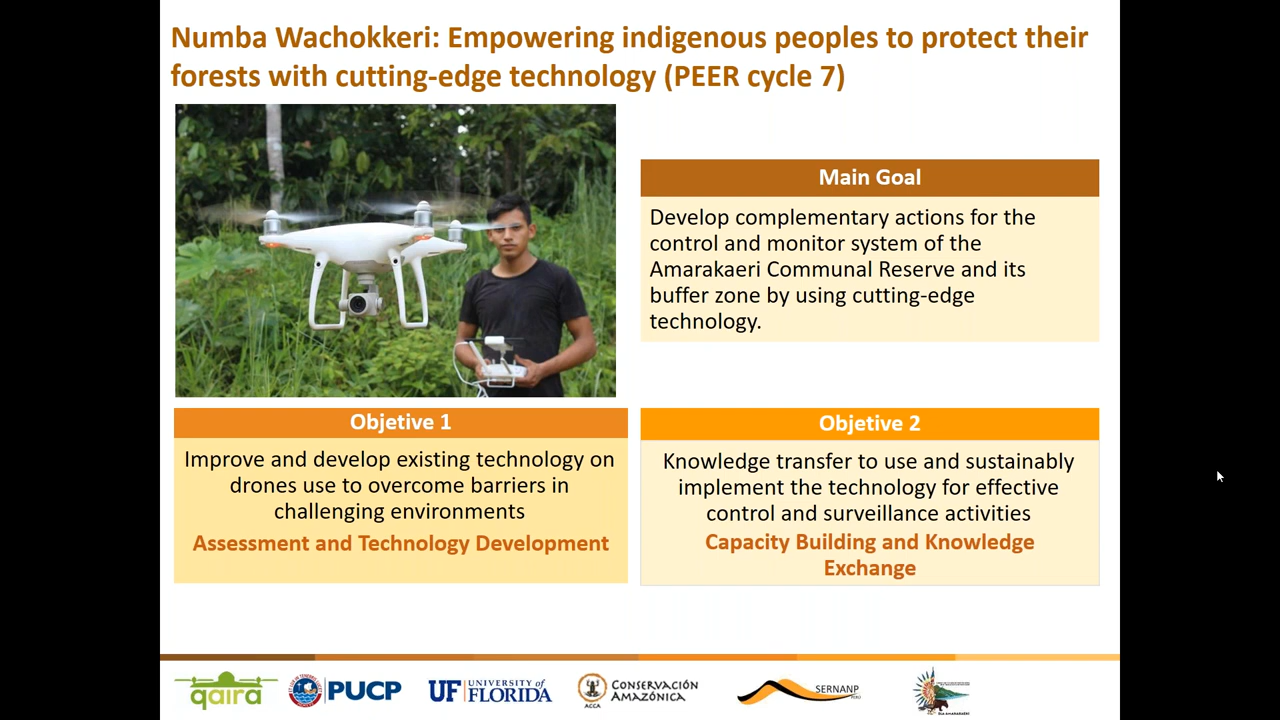 Numba Wachokkeri: Empowering indigenous peoples to protect their
forests with cutting-edge technology (PEER cycle 7)
Main Goal
Develop complementary actions for the
control and monitor system of the
Amarakaeri Communal Reserve and its
buffer zone by using cutting-edge
technology.
Objetive 1
Improve and develop existing technology on
drones use to overcome barriers in
challenging environments
Assessment and Technology Development
Objetive 2
Knowledge transfer to use and sustainably
implement the technology for effective
control and surveillance activities
Capacity Building and Knowledge
Exchange
qaira
PUCP
UF UNIVERSITY of
FLORIDA
ACCA
CONSERVACIÓN
AMAZÓNICA
SERNANP
PERÚ